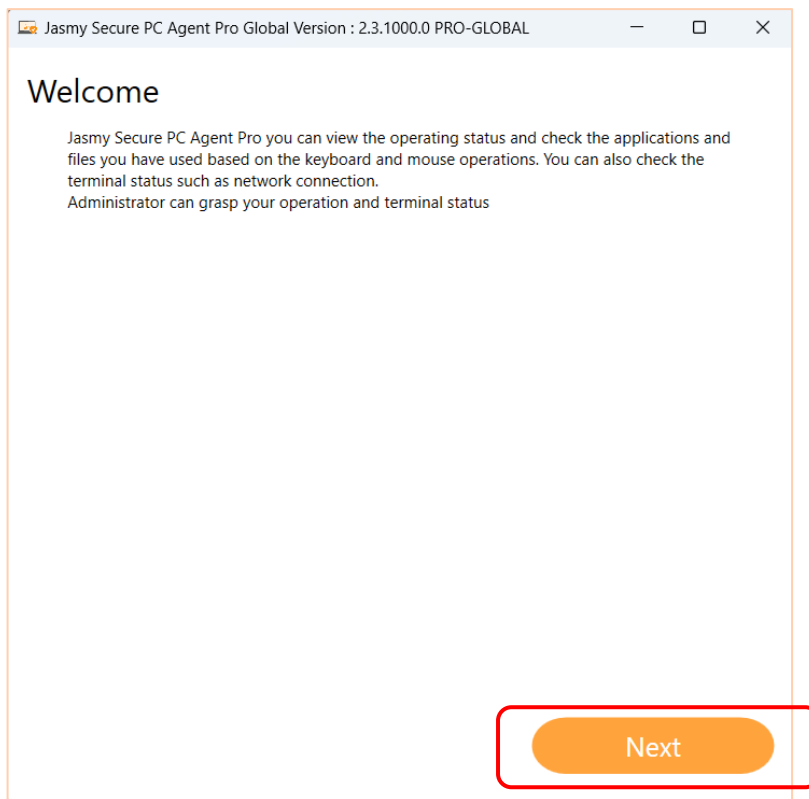 Jasmy Secure PC Agent Pro Global Version : 2.3.1000.0 PRO-GLOBAL
Welcome
Jasmy Secure PC Agent Pro you can view the operating status and check the applications and
files you have used based on the keyboard and mouse operations. You can also check the
terminal status such as network connection.
Administrator can grasp your operation and terminal status
Next